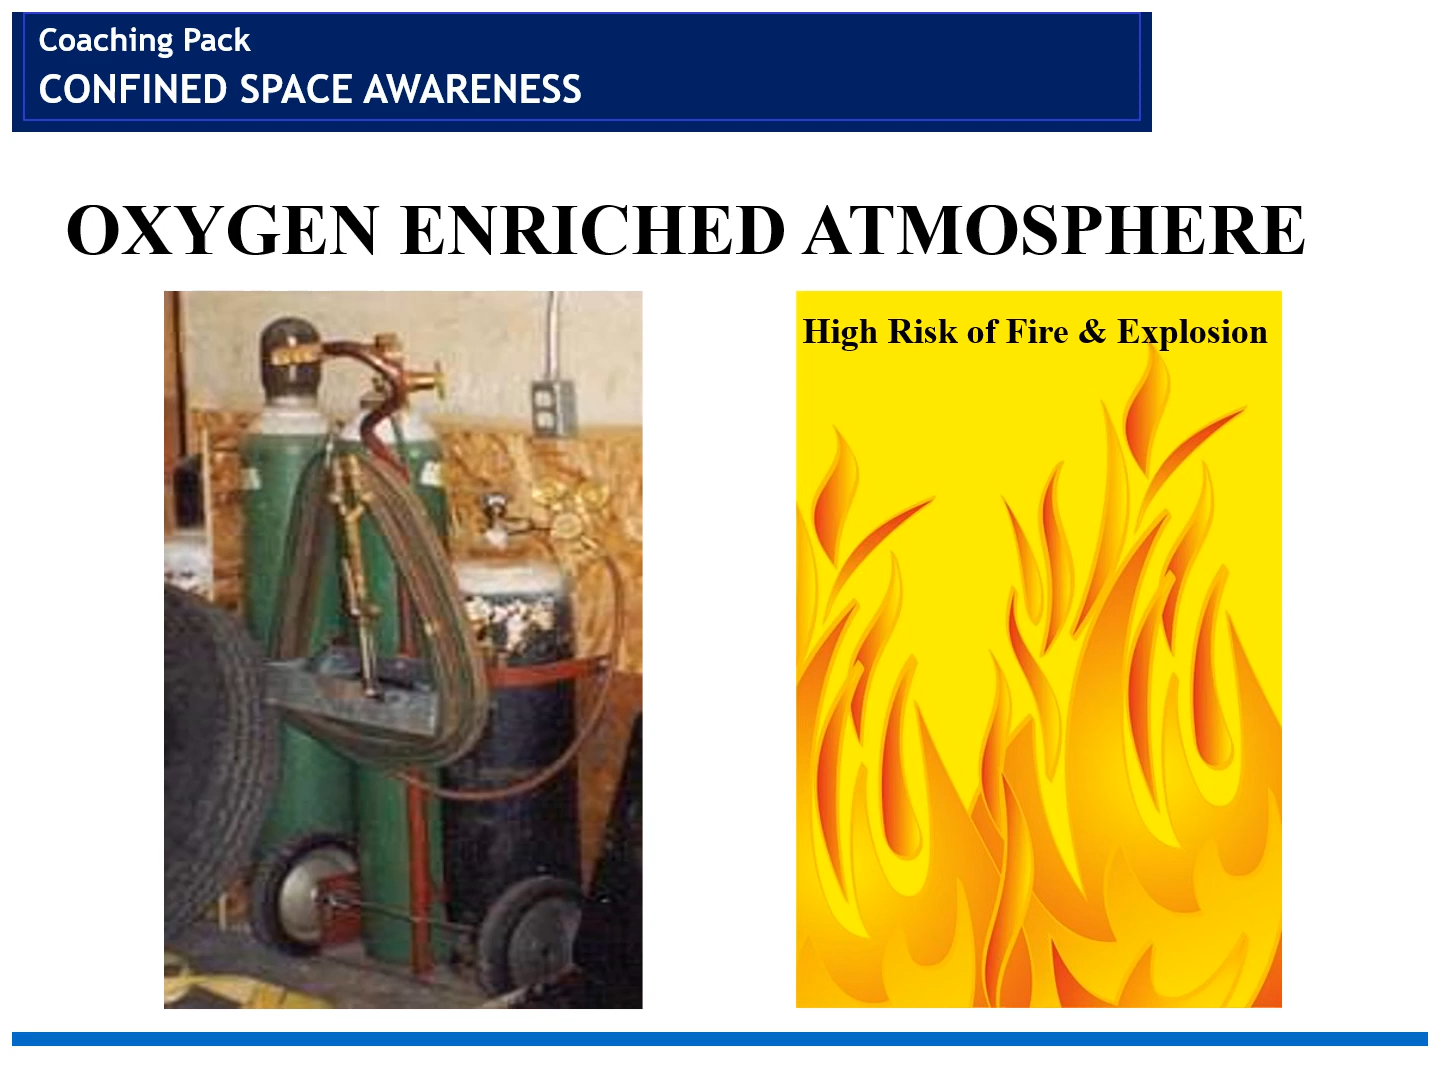 Coaching Pack
CONFINED SPACE AWARENESS
OXYGEN ENRICHED ATMOSPHERE
High Risk of Fire & Explosion